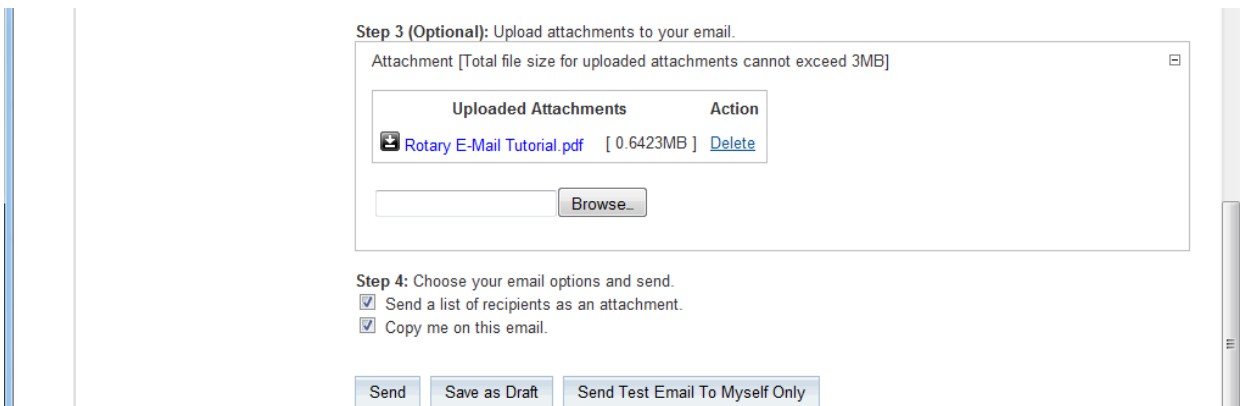 Step 3 (Optional): Upload attachments to your email.
Attachment [Total file size for uploaded attachments cannot exceed 3MB]
Uploaded Attachments Action
Rotary E-Mail Tutorial.pdf [ 0.6423MB ] Delete
Browse...
Step 4: Choose your email options and send.
Send a list of recipients as an attachment.
Copy me on this email.
Send Save as Draft Send Test Email To Myself Only